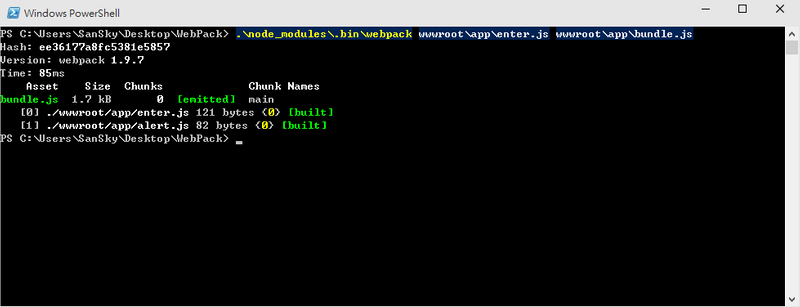 Windows PowerShell
PS C:\Users\SanSky\Desktop\WebPack> .\node_modules\.bin\webpack wwwroot\app\enter.js wwwroot\app\bundle.js
Hash: ee36177a8fc5381e5857
Version: webpack 1.9.7
Time: 85ms
    Asset    Size  Chunks             Chunk Names
bundle.js  1.7 kB       0  [emitted]  main
   [0] ./wwwroot/app/enter.js 121 bytes {0} [built]
   [1] ./wwwroot/app/alert.js 82 bytes {0} [built]
PS C:\Users\SanSky\Desktop\WebPack>